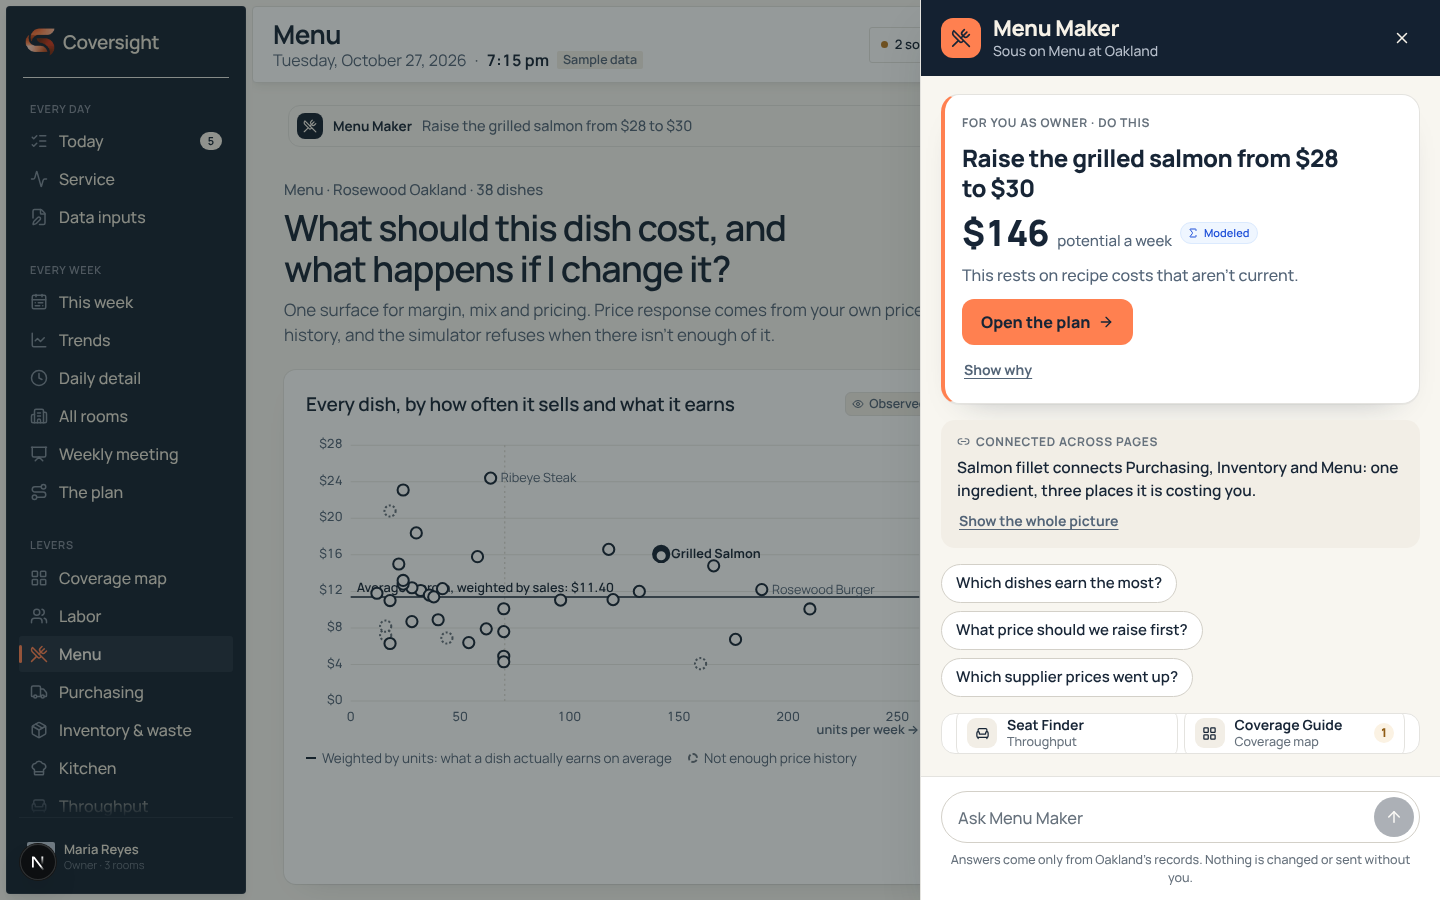 Coversight
EVERY DAY
Today
5
Service
Data inputs
EVERY WEEK
This week
Trends
Daily detail
All rooms
Weekly meeting
The plan
LEVERS
Coverage map
Labor
Menu
Purchasing
Inventory & waste
Kitchen
Throughput
N
Maria Reyes
Owner · 3 rooms
Menu
Tuesday, October 27, 2026 · 7:15 pm Sample data
2 so
Menu Maker Raise the grilled salmon from $28 to $30
Menu · Rosewood Oakland · 38 dishes
What should this dish cost, and
what happens if I change it?
One surface for margin, mix and pricing. Price response comes from your own price
history, and the simulator refuses when there isn't enough of it.
Every dish, by how often it sells and what it earns
Observed
$28
$24
$20
$16
$12
$8
$4
$0
Ribeye Steak
Grilled Salmon
weighted by sales: $11.40
Rosewood Burger
0 50 100 150 200 250
units per week →
Weighted by units: what a dish actually earns on average
Not enough price history
Menu Maker
Sous on Menu at Oakland
FOR YOU AS OWNER · DO THIS
Raise the grilled salmon from $28
to $30
$146 potential a week Modeled
This rests on recipe costs that aren't current.
Open the plan →
Show why
CONNECTED ACROSS PAGES
Salmon fillet connects Purchasing, Inventory and Menu: one
ingredient, three places it is costing you.
Show the whole picture
Which dishes earn the most?
What price should we raise first?
Which supplier prices went up?
Seat Finder
Throughput
Coverage Guide
Coverage map
1
Ask Menu Maker
Answers come only from Oakland's records. Nothing is changed or sent without
you.